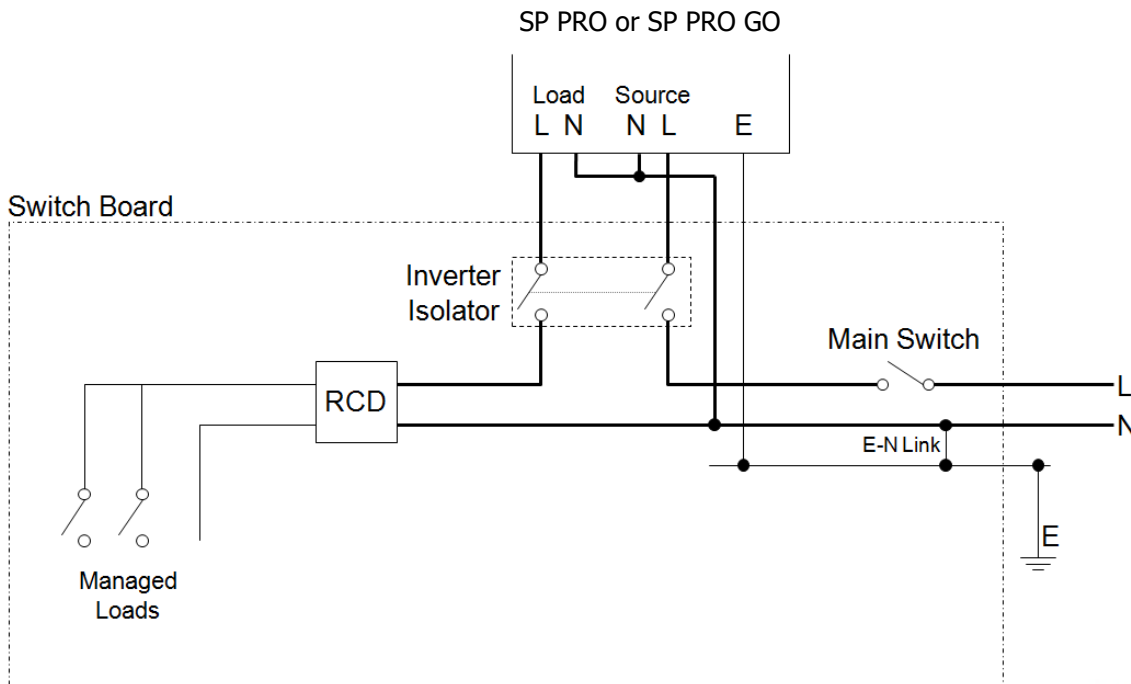 SP PRO or SP PRO GO
Load Source
L N N L E
Switch Board
Inverter
Isolator
Main Switch
RCD
L
N
E-N Link
E
Managed
Loads